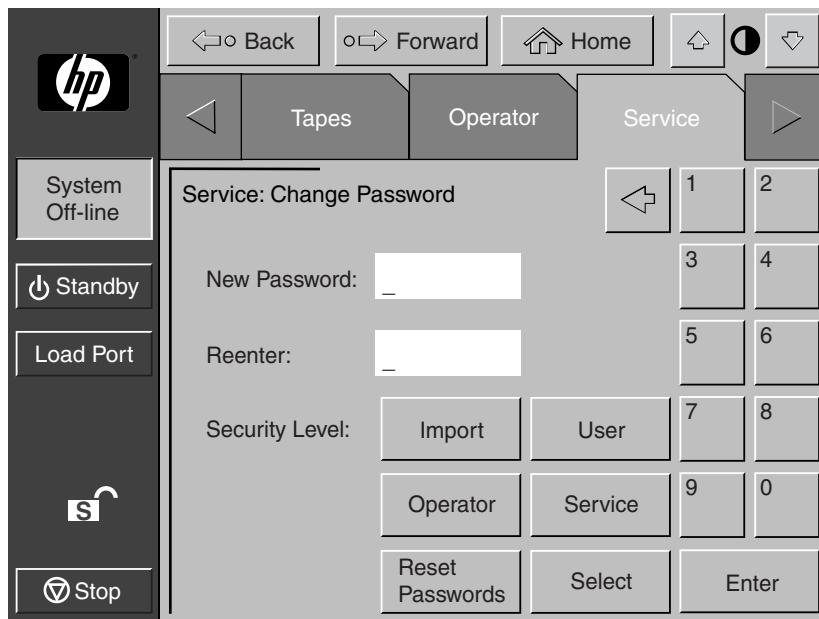 Back
Forward
Home
hp
Tapes
Operator
Service
System
Off-line
Service: Change Password
1
2
Standby
New Password:
_
3
4
Load Port
Reenter:
_
5
6
Security Level:
Import
User
7
8
S
Operator
Service
9
0
Stop
Reset
Passwords
Select
Enter